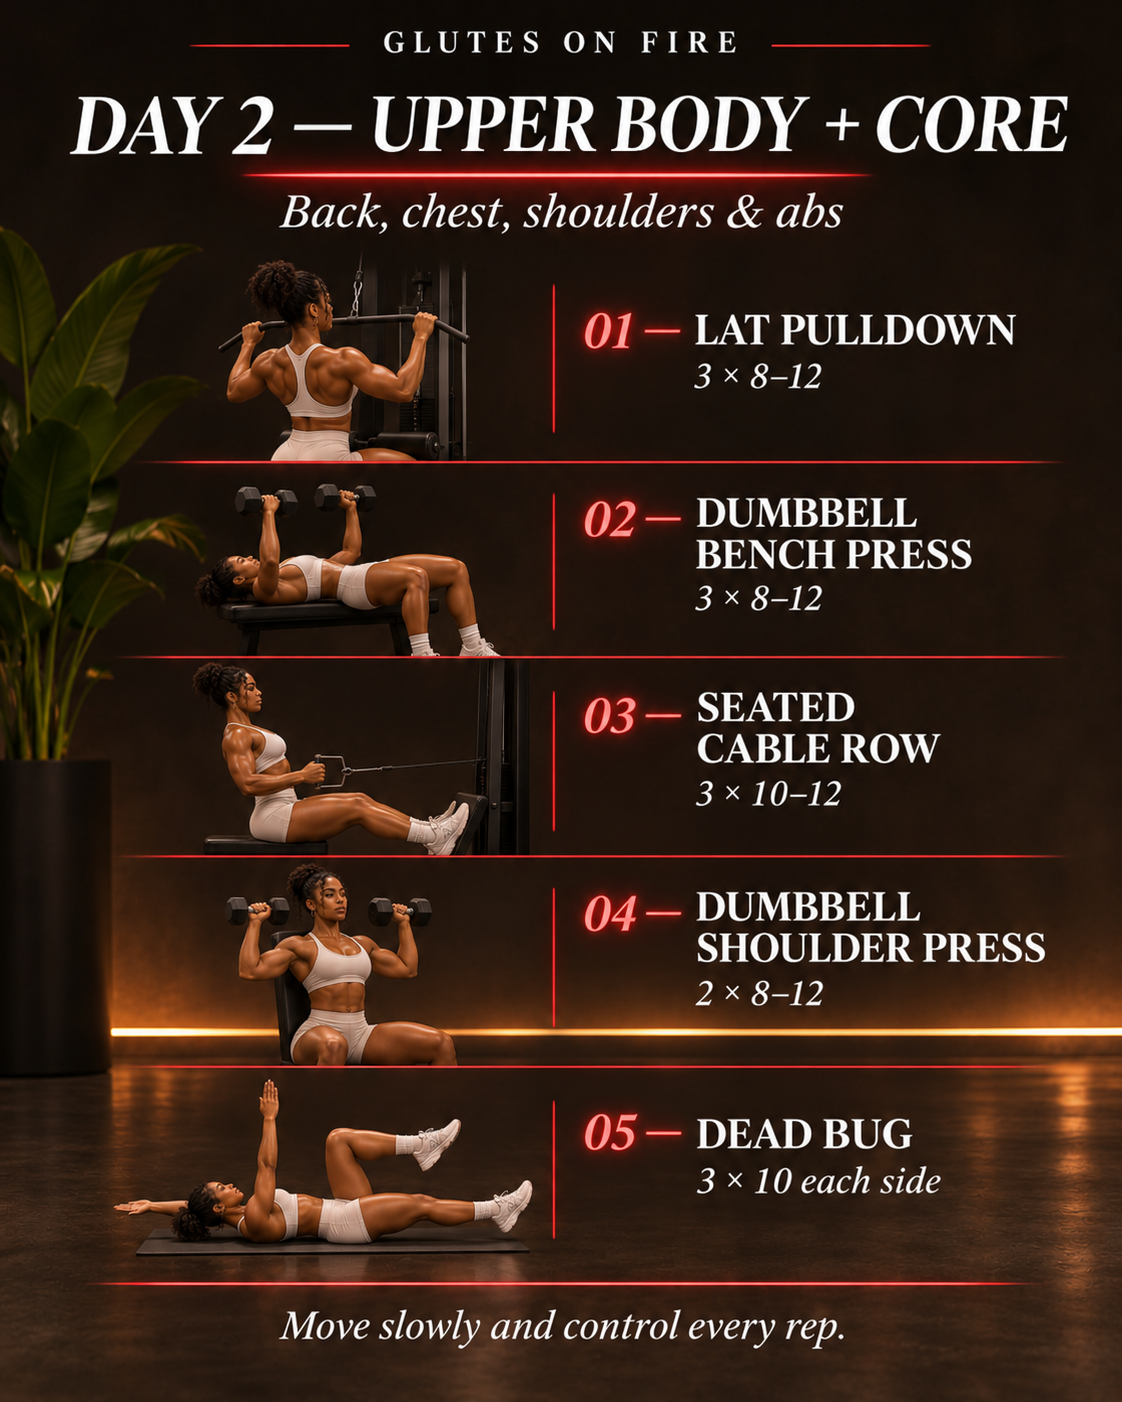 GLUTES ON FIRE
DAY 2 — UPPER BODY + CORE
Back, chest, shoulders & abs
01 — LAT PULLDOWN
3 × 8–12
02 — DUMBBELL
BENCH PRESS
3 × 8–12
03 — SEATED
CABLE ROW
3 × 10–12
04 — DUMBBELL
SHOULDER PRESS
2 × 8–12
05 — DEAD BUG
3 × 10 each side
Move slowly and control every rep.